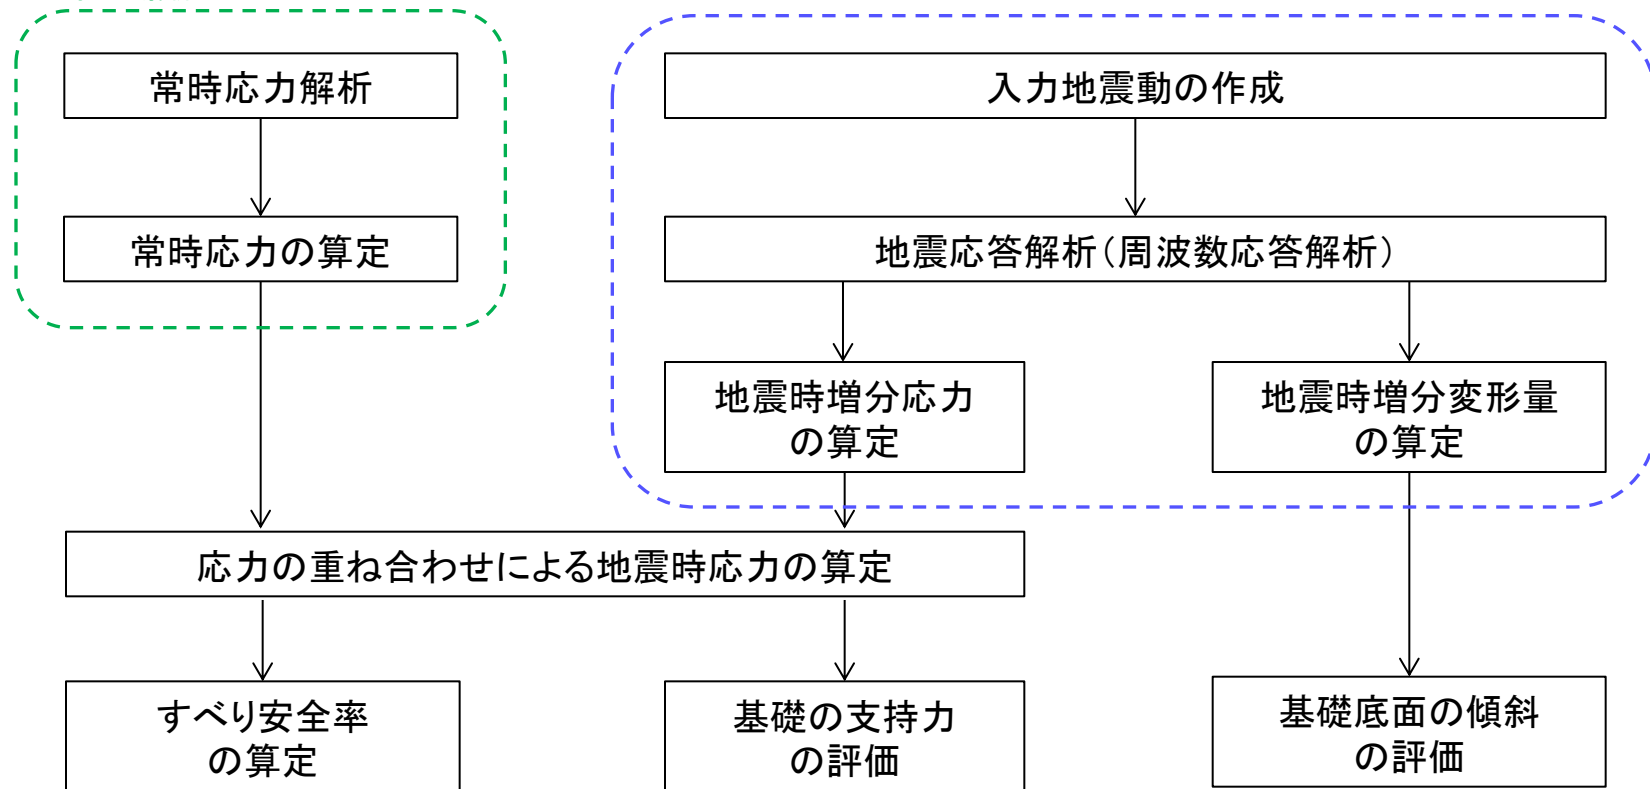 常時応力解析
入力地震動の作成
常時応力の算定
地震応答解析（周波数応答解析）
地震時増分応力
の算定
地震時増分変形量
の算定
応力の重ね合わせによる地震時応力の算定
すべり安全率
の算定
基礎の支持力
の評価
基礎底面の傾斜
の評価